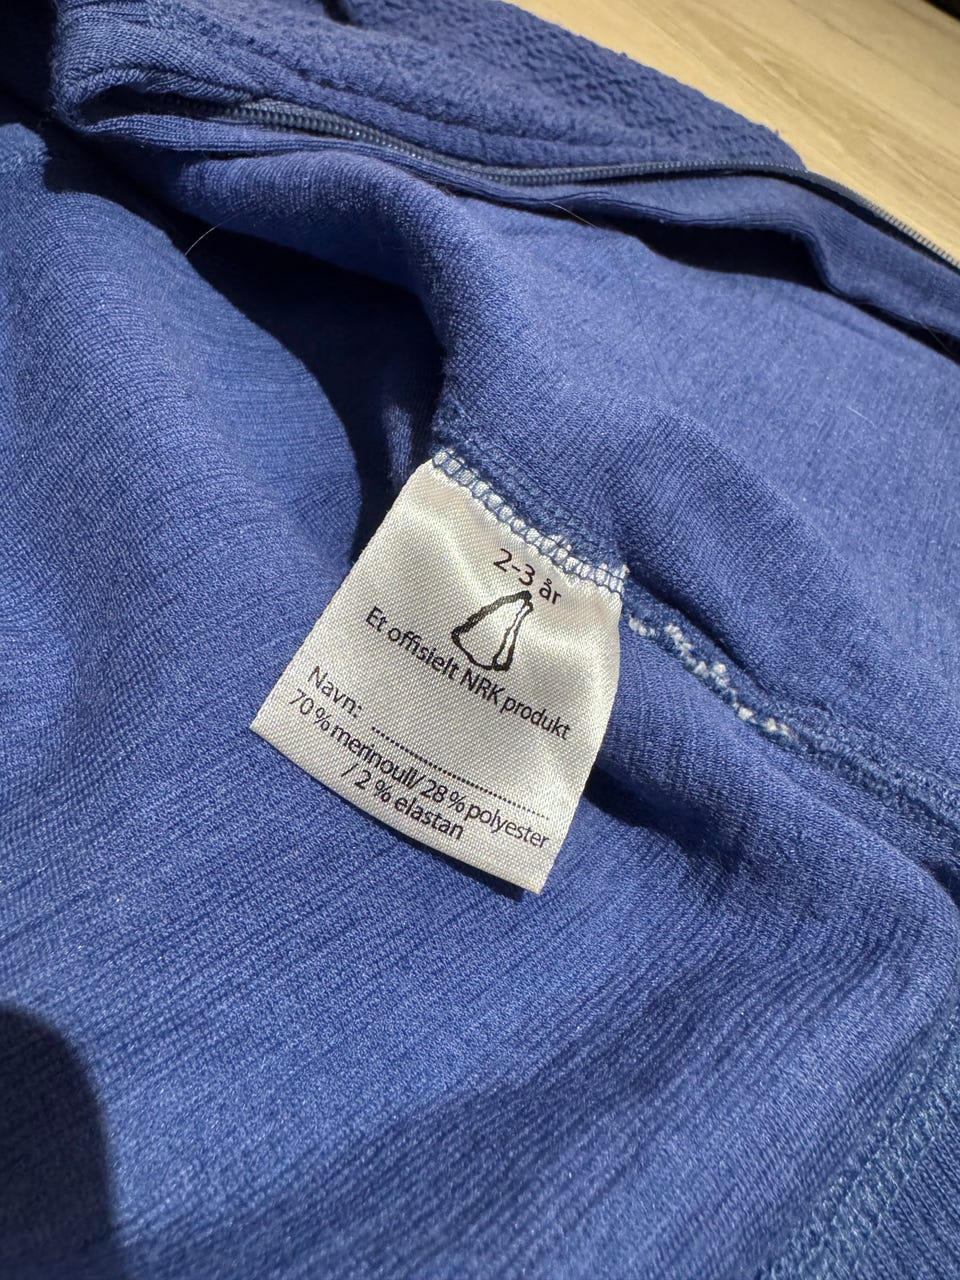 2-3 år
Et offisielt NRK produkt
Navn: ................................
70 % merinoull/ 28 % polyester
/ 2 % elastan